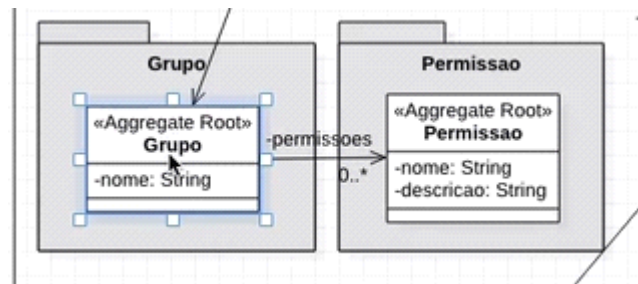 Grupo
«Aggregate Root»
Grupo
-nome: String
-permissoes
0..*
Permissao
«Aggregate Root»
Permissao
-nome: String
-descricao: String